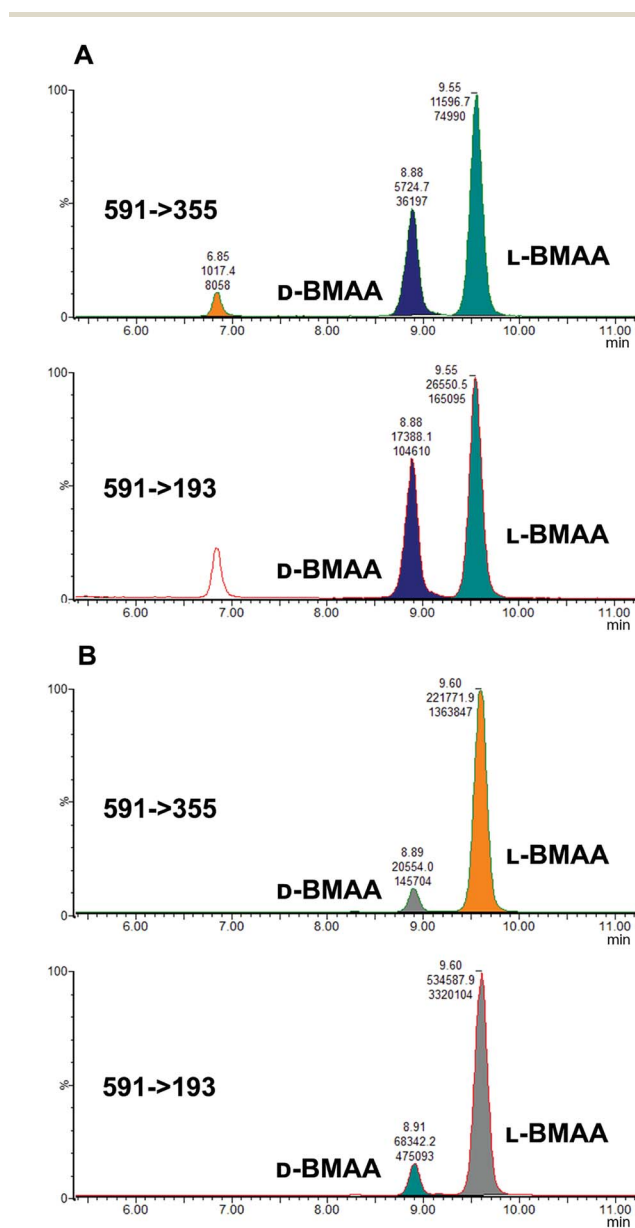 A
100
%
0
591->355
6.85
1017.4
8058
D-BMAA
8.88
5724.7
36197
9.55
11596.7
74990
L-BMAA
6.00 7.00 8.00 9.00 10.00 11.00
min
100
%
0
591->193
D-BMAA
8.88
17388.1
104610
9.55
26550.5
165095
L-BMAA
6.00 7.00 8.00 9.00 10.00 11.00
min
B
100
%
0
591->355
D-BMAA
8.89
20554.0
145704
9.60
221771.9
1363847
L-BMAA
6.00 7.00 8.00 9.00 10.00 11.00
min
100
%
0
591->193
D-BMAA
8.91
68342.2
475093
9.60
534587.9
3320104
L-BMAA
6.00 7.00 8.00 9.00 10.00 11.00
min